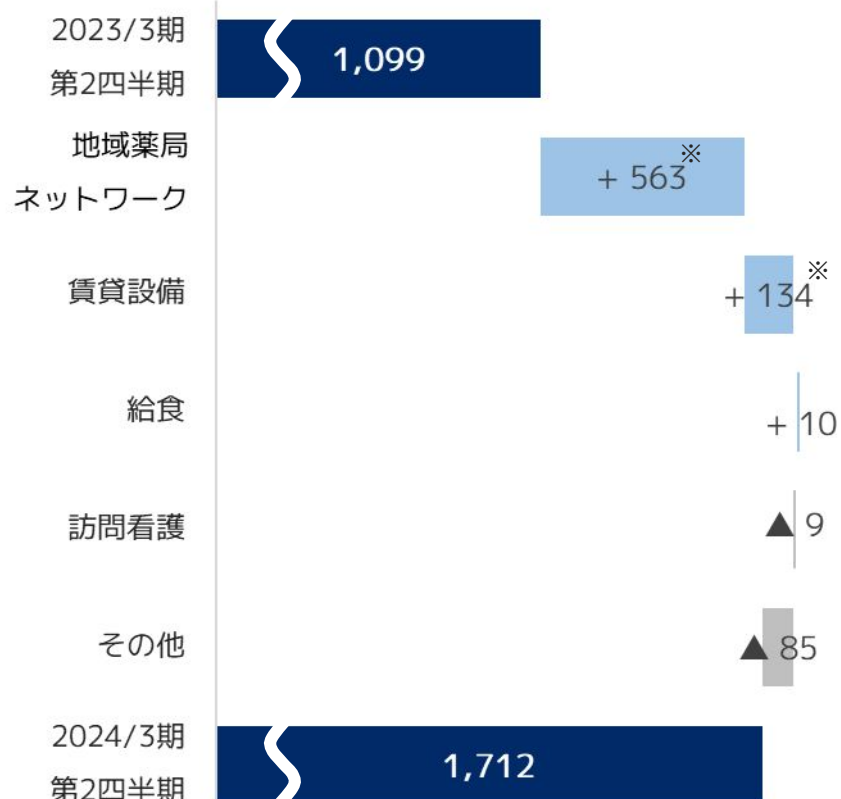 2023/3期
第2四半期
1,099
地域薬局
ネットワーク
+ 563※
賃貸設備
+ 134※
給食
+ 10
訪問看護
▲ 9
その他
▲ 85
2024/3期
第2四半期
1,712